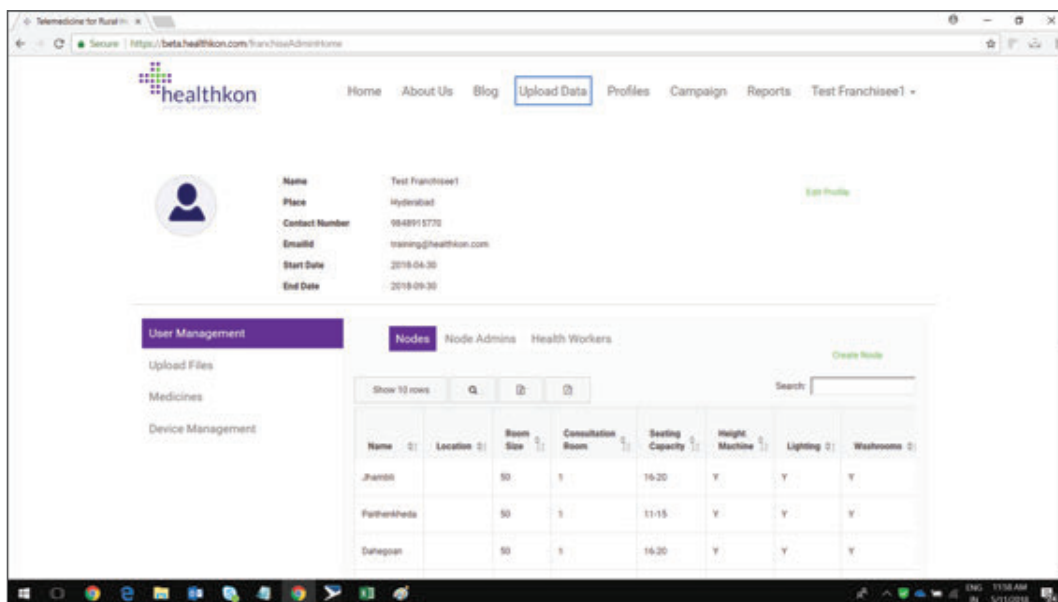 Telemedicine for Rural In
Secure https://beta.healthkon.com/franchiseAdminHome
healthkon
Home About Us Blog Upload Data Profiles Campaign Reports Test Franchisee1
Name Test Franchisee1
Edit Profile
Place Hyderabad
Contact Number 9848915770
EmailId training@healthkon.com
Start Date 2018-04-30
End Date 2018-09-30
User Management
Upload Files
Medicines
Device Management
Nodes Node Admins Health Workers
Create Node
Show 10 rows
Search:
Name Location Room Size Consultation Room Seating Capacity Height Machine Lighting Washrooms
Jhambli 50 1 16-20 Y Y Y
Paithenkheda 50 1 11-15 Y Y Y
Dahegoan 50 1 16-20 Y Y Y
ENG 11:58 AM
IN 5/11/2018